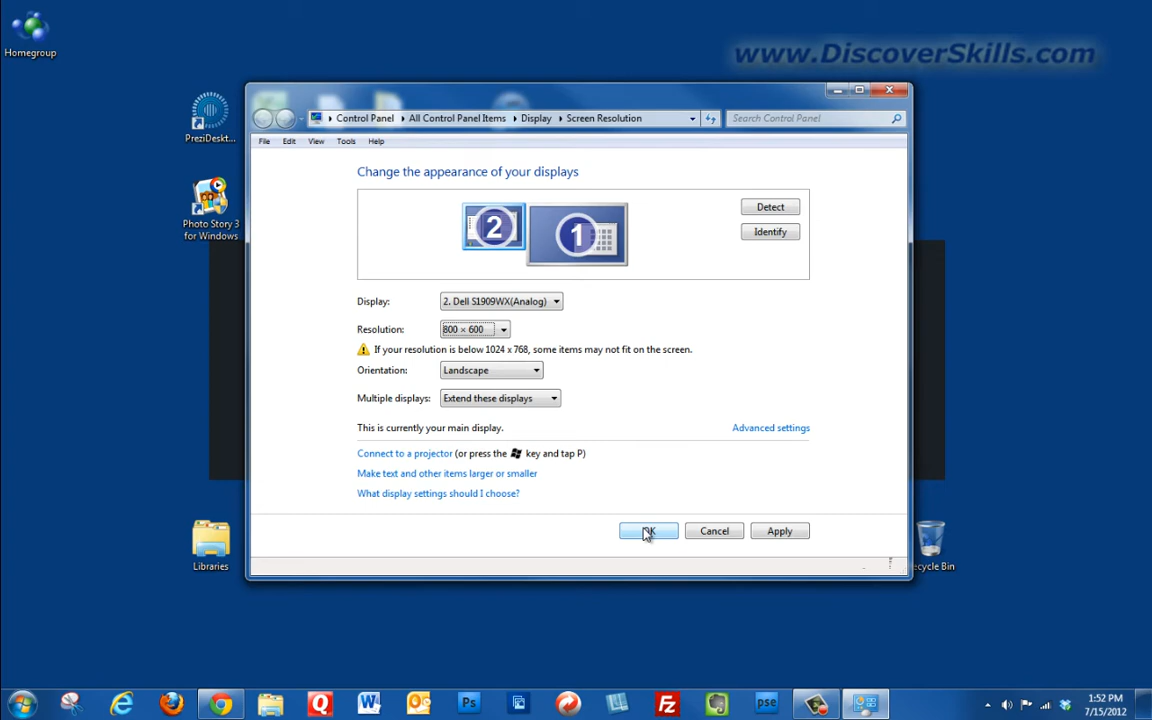 Homegroup
www.DiscoverSkills.com
PreziDeskt...
Photo Story 3
for Windows
Control Panel All Control Panel Items Display Screen Resolution
Search Control Panel
File Edit View Tools Help
Change the appearance of your displays
2 1
Detect
Identify
Display: 2. Dell S1909WX(Analog)
Resolution: 800 × 600
If your resolution is below 1024 x 768, some items may not fit on the screen.
Orientation: Landscape
Multiple displays: Extend these displays
This is currently your main display. Advanced settings
Connect to a projector (or press the key and tap P)
Make text and other items larger or smaller
What display settings should I choose?
OK Cancel Apply
Libraries
ecycle Bin
Q W O Ps Fz pse
1:52 PM
7/15/2012